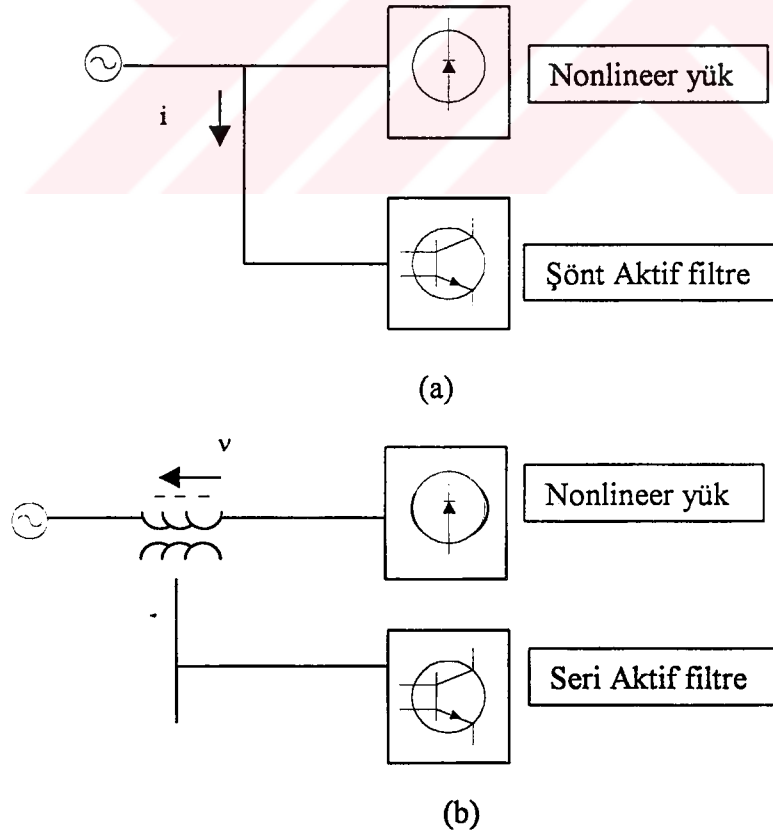 Nonlineer yük
i
Şönt Aktif filtre
(a)
v
Nonlineer yük
Seri Aktif filtre
(b)